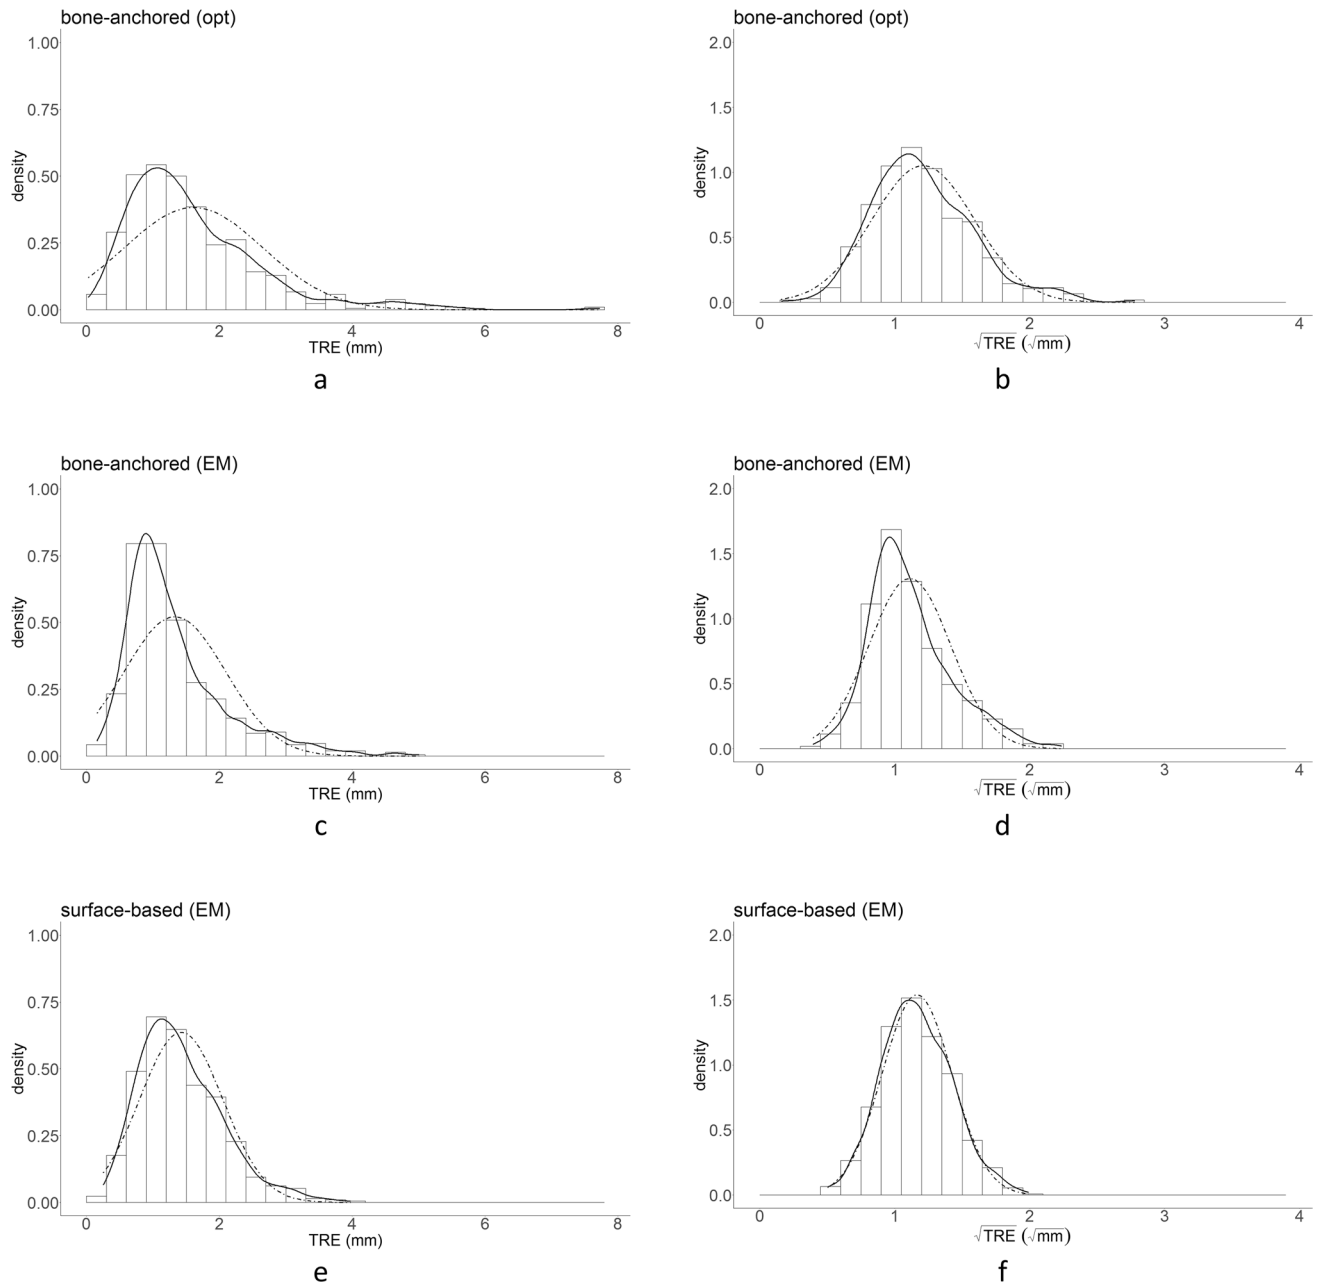 bone-anchored (opt)
1.00
0.75
0.50
0.25
0.00
density
0 2 4 6 8
TRE (mm)
a
bone-anchored (opt)
2.0
1.5
1.0
0.5
0.0
density
0 1 2 3 4
√TRE (√mm)
b
bone-anchored (EM)
1.00
0.75
0.50
0.25
0.00
density
0 2 4 6 8
TRE (mm)
c
bone-anchored (EM)
2.0
1.5
1.0
0.5
0.0
density
0 1 2 3 4
√TRE (√mm)
d
surface-based (EM)
1.00
0.75
0.50
0.25
0.00
density
0 2 4 6 8
TRE (mm)
e
surface-based (EM)
2.0
1.5
1.0
0.5
0.0
density
0 1 2 3 4
√TRE (√mm)
f